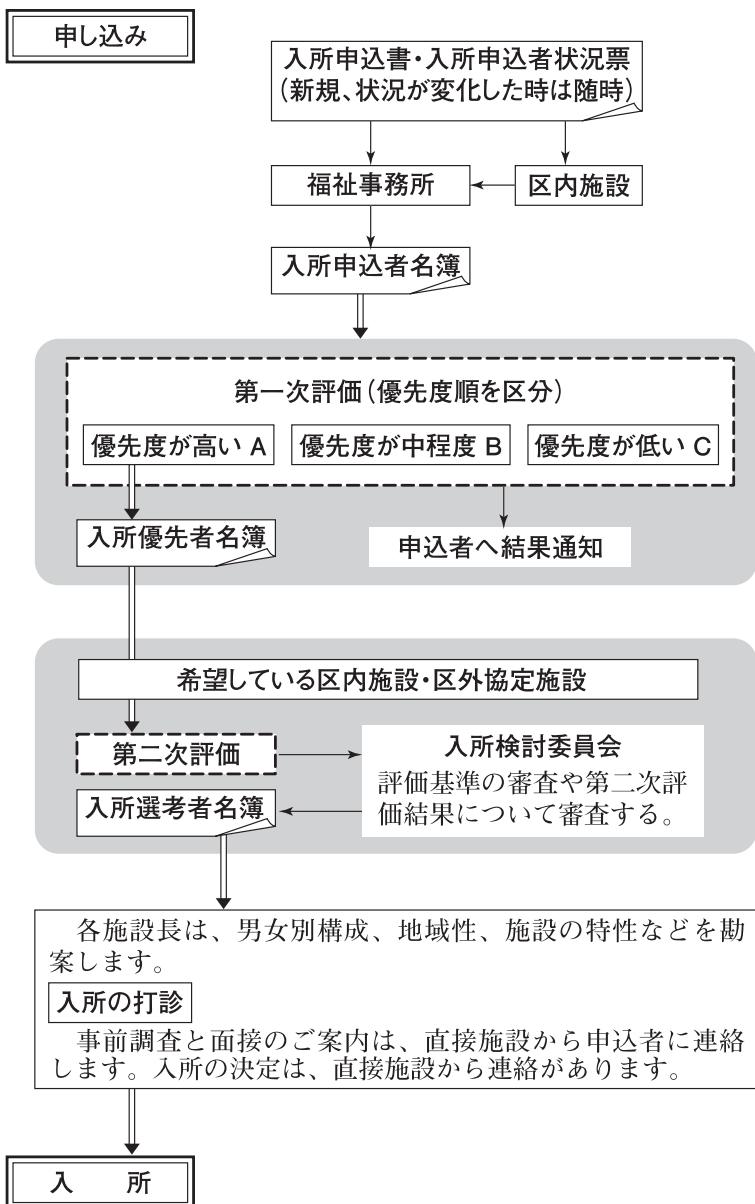 申し込み
入所申込書・入所申込者状況票
(新規、状況が変化した時は随時)
福祉事務所
区内施設
入所申込者名簿
第一次評価(優先度順を区分)
優先度が高い A
優先度が中程度 B
優先度が低い C
入所優先者名簿
申込者へ結果通知
希望している区内施設・区外協定施設
第二次評価
入所検討委員会
評価基準の審査や第二次評
価結果について審査する。
入所選考者名簿
各施設長は、男女別構成、地域性、施設の特性などを勘
案します。
入所の打診
事前調査と面接のご案内は、直接施設から申込者に連絡
します。入所の決定は、直接施設から連絡があります。
入 所